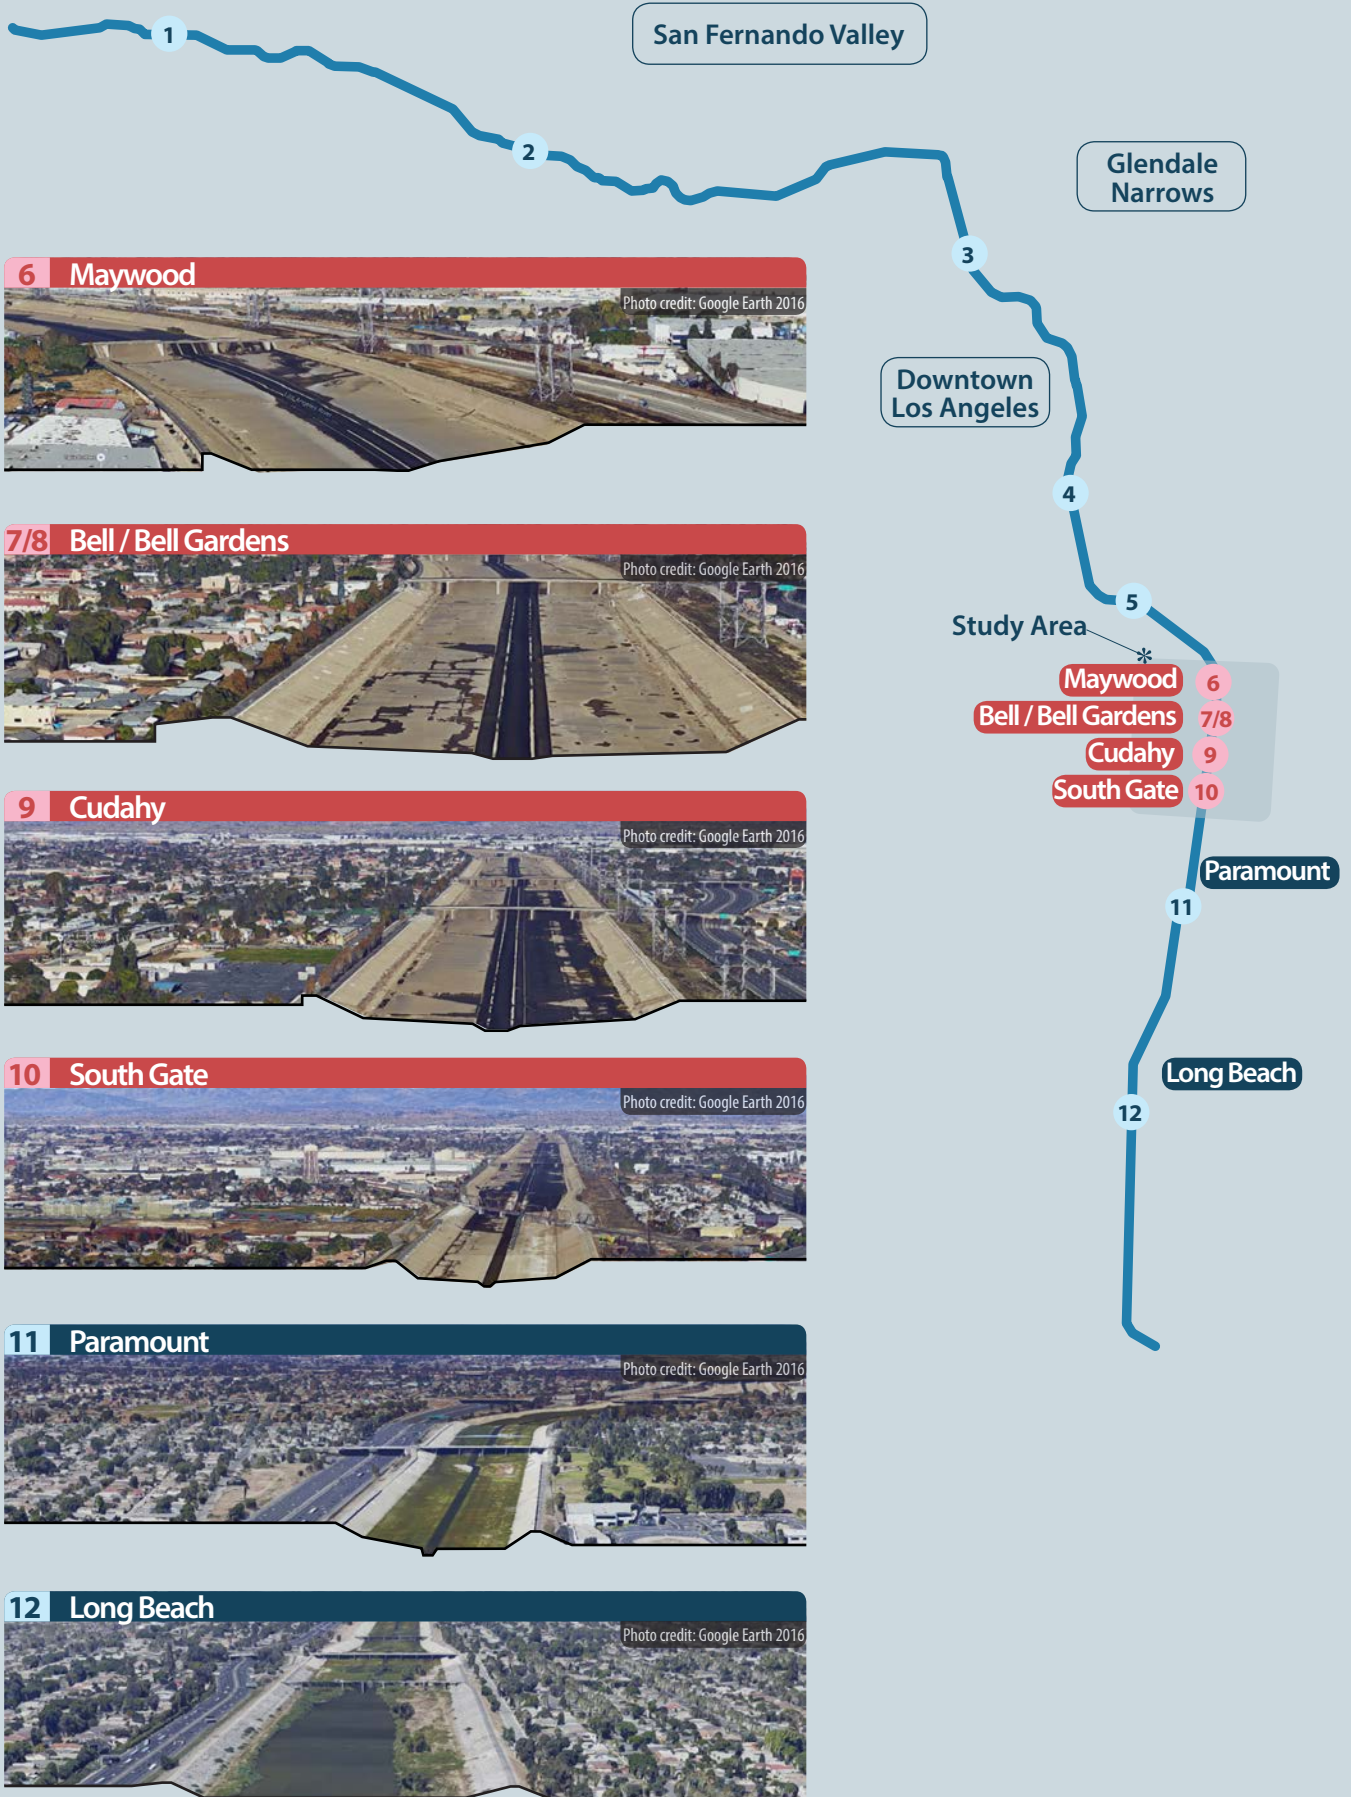 1
San Fernando Valley
2
Glendale
Narrows
3
6 Maywood
Photo credit: Google Earth 2016
Los Angeles River
Downtown
Los Angeles
4
7/8 Bell / Bell Gardens
Photo credit: Google Earth 2016
5
Study Area
*
Maywood 6
Bell / Bell Gardens 7/8
Cudahy 9
South Gate 10
9 Cudahy
Photo credit: Google Earth 2016
Paramount
11
10 South Gate
Photo credit: Google Earth 2016
Long Beach
12
11 Paramount
Photo credit: Google Earth 2016
12 Long Beach
Photo credit: Google Earth 2016